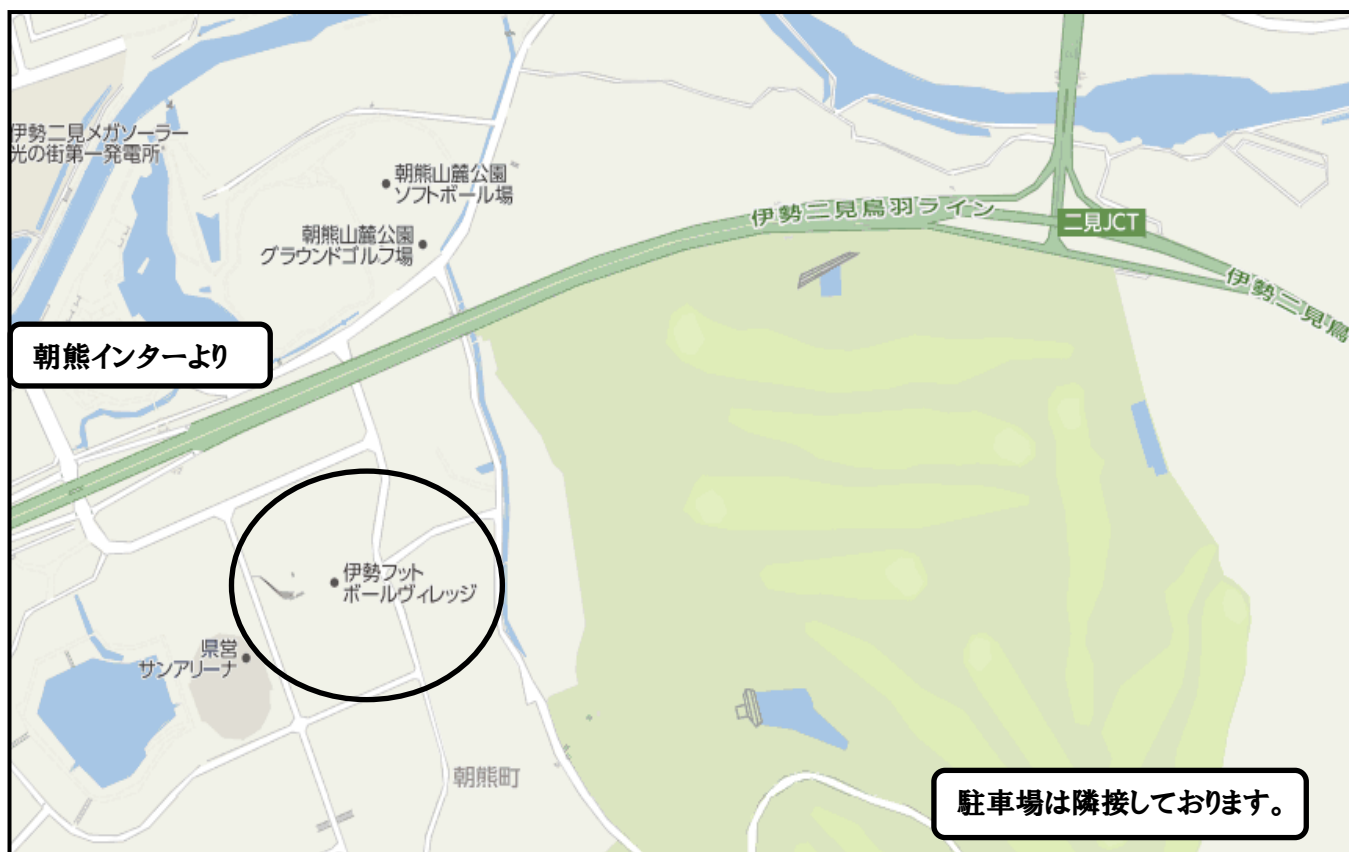 伊勢二見メガソーラー
光の街第一発電所
朝熊山麓公園
ソフトボール場
朝熊山麓公園
グラウンドゴルフ場
伊勢二見鳥羽ライン
二見JCT
伊勢二見鳥
朝熊インターより
伊勢フット
ボールヴィレッジ
県営
サンアリーナ
朝熊町
駐車場は隣接しております。